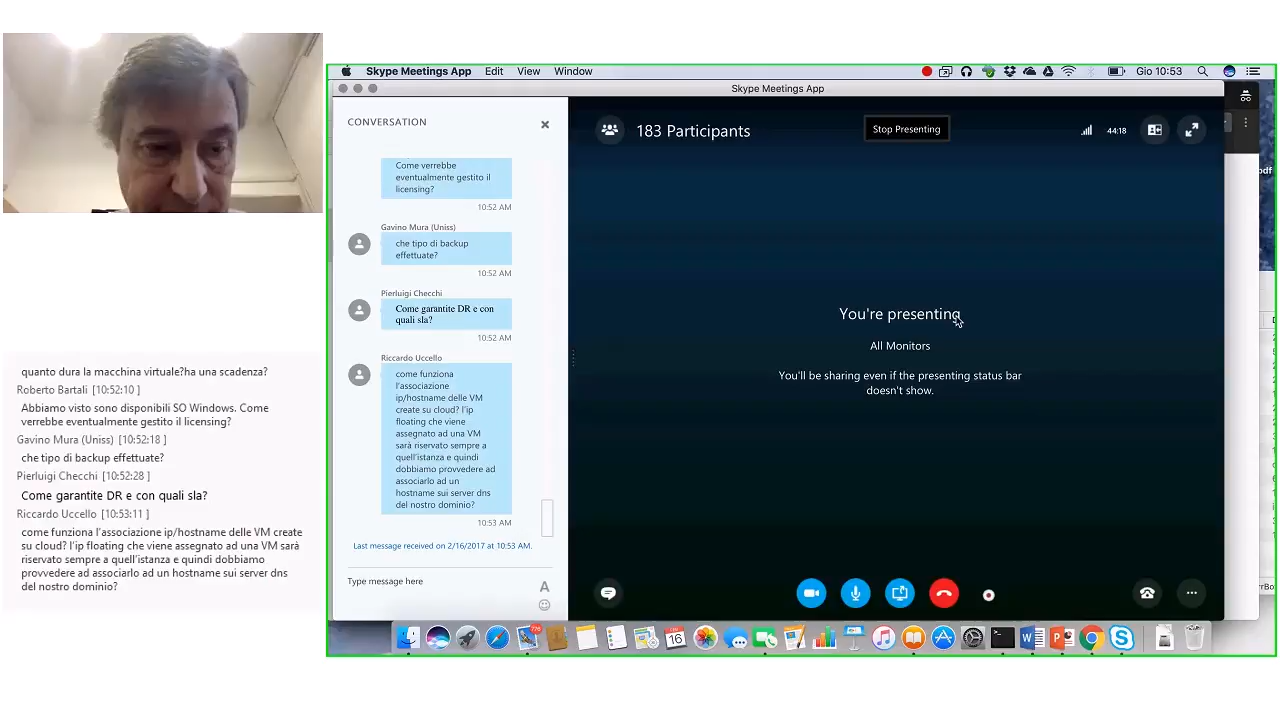 Skype Meetings App Edit View Window
Gio 10:53
Skype Meetings App
CONVERSATION
Come verrebbe
eventualmente gestito il
licensing?
10:52 AM
Gavino Mura (Uniss)
che tipo di backup
effettuate?
10:52 AM
Pierluigi Checchi
Come garantite DR e con
quali sla?
10:52 AM
Riccardo Uccello
come funziona
l'associazione
ip/hostname delle VM
create su cloud? l'ip
floating che viene
assegnato ad una VM
sarà riservato sempre a
quell'istanza e quindi
dobbiamo provvedere ad
associarlo ad un
hostname sui server dns
del nostro dominio?
10:53 AM
Last message received on 2/16/2017 at 10:53 AM.
Type message here
A
183 Participants
Stop Presenting
44:18
You're presenting
All Monitors
You'll be sharing even if the presenting status bar
doesn't show.
pdf
16
quanto dura la macchina virtuale?ha una scadenza?
Roberto Bartali [10:52:10 ]
Abbiamo visto sono disponibili SO Windows. Come
verrebbe eventualmente gestito il licensing?
Gavino Mura (Uniss) [10:52:18 ]
che tipo di backup effettuate?
Pierluigi Checchi [10:52:28 ]
Come garantite DR e con quali sla?
Riccardo Uccello [10:53:11 ]
come funziona l'associazione ip/hostname delle VM create
su cloud? l'ip floating che viene assegnato ad una VM sarà
riservato sempre a quell'istanza e quindi dobbiamo
provvedere ad associarlo ad un hostname sui server dns
del nostro dominio?